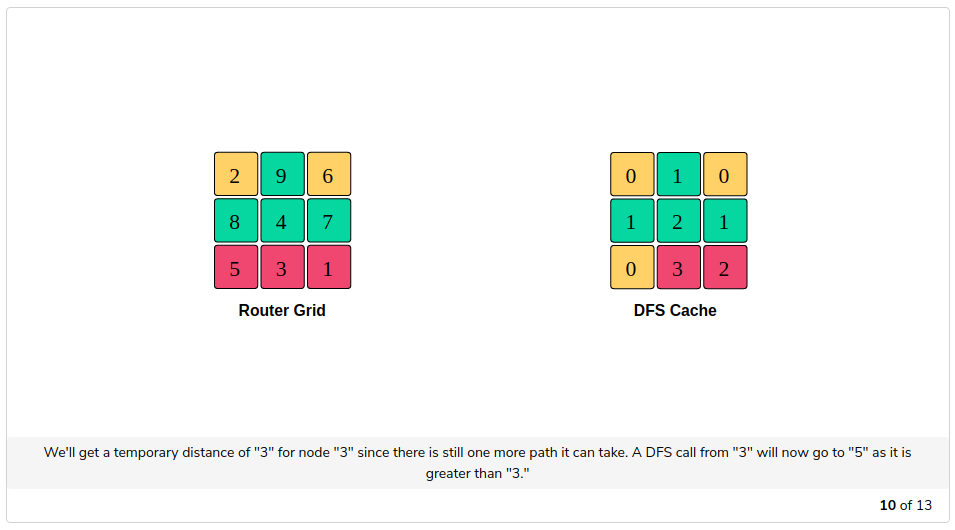 2 9 6 0 1 0
8 4 7 1 2 1
5 3 1 0 3 2
Router Grid DFS Cache
We'll get a temporary distance of "3" for node "3" since there is still one more path it can take. A DFS call from "3" will now go to "5" as it is
greater than "3."
10 of 13